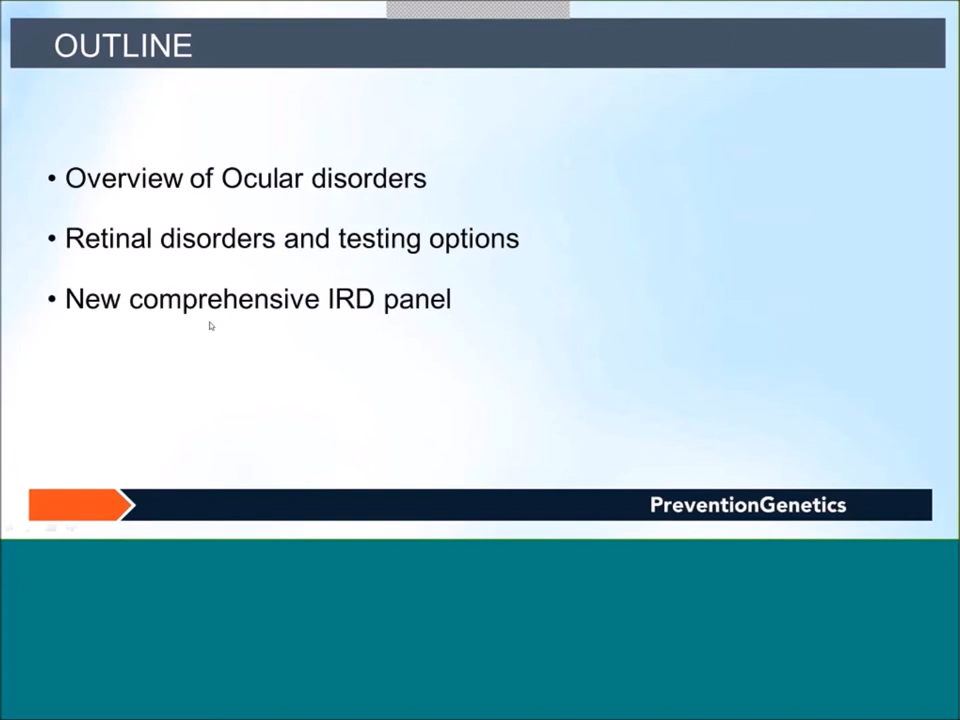 OUTLINE
• Overview of Ocular disorders
• Retinal disorders and testing options
• New comprehensive IRD panel
PreventionGenetics